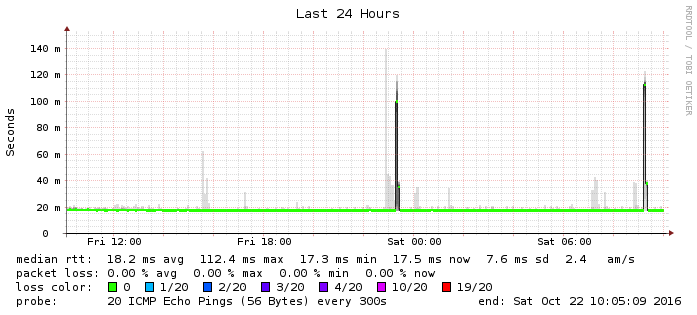 Last 24 Hours
RRDTOOL / TOBI OETIKER
Seconds
140 m
120 m
100 m
80 m
60 m
40 m
20 m
0
Fri 12:00 Fri 18:00 Sat 00:00 Sat 06:00
median rtt: 18.2 ms avg 112.4 ms max 17.3 ms min 17.5 ms now 7.6 ms sd 2.4 am/s
packet loss: 0.00 % avg 0.00 % max 0.00 % min 0.00 % now
loss color: 0 1/20 2/20 3/20 4/20 10/20 19/20
probe: 20 ICMP Echo Pings (56 Bytes) every 300s end: Sat Oct 22 10:05:09 2016